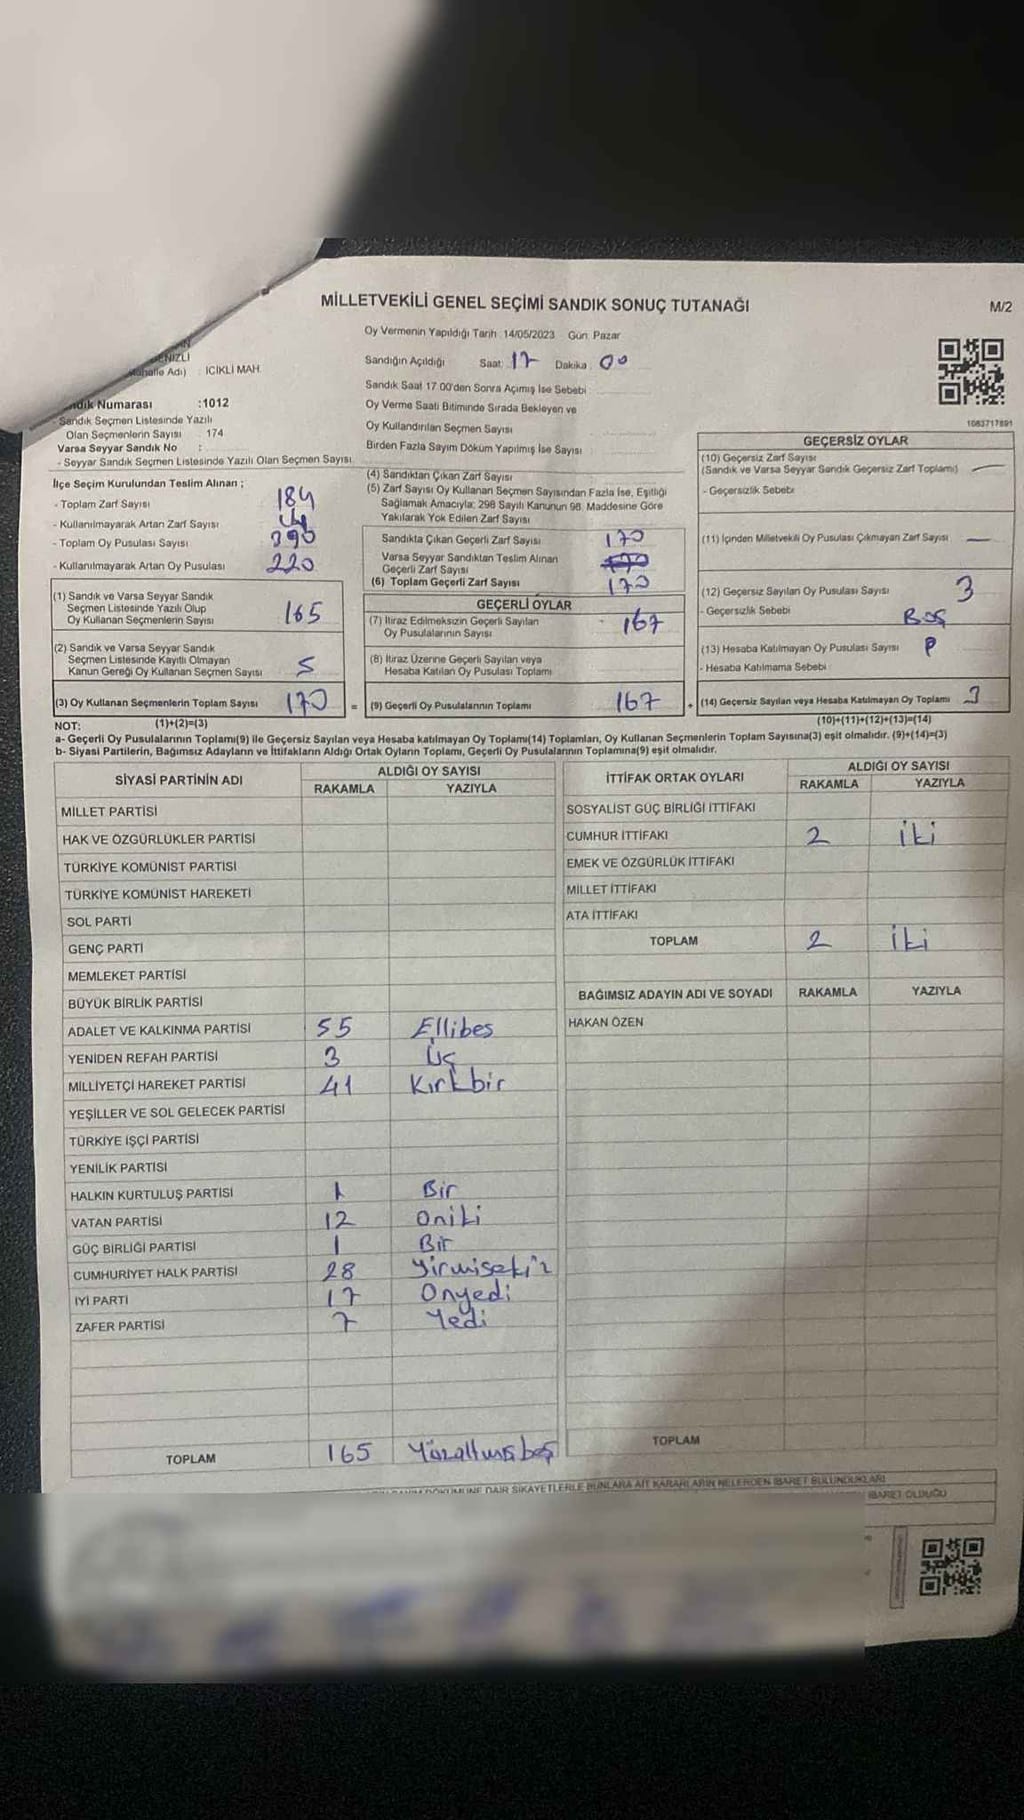 MİLLETVEKİLİ GENEL SEÇİMİ SANDIK SONUÇ TUTANAĞI
M/2
Oy Vermenin Yapıldığı Tarih 14/05/2023 Gün Pazar
Sandığın Açıldığı Saat: 17 Dakika: 00
Sandık Saat 17.00'den Sonra Açımış İse Sebebi
Oy Verme Saati Bitiminde Sırada Bekleyen ve
Oy Kullandırılan Seçmen Sayısı
Birden Fazla Sayım Döküm Yapılmış İse Sayısı
ICIKLI MAH.
Numarası :1012
Sandık Seçmen Listesinde Yazılı
Olan Seçmenlerin Sayısı : 174
Varsa Seyyar Sandık No :
- Seyyar Sandık Seçmen Listesinde Yazılı Olan Seçmen Sayısı
1083717891
İlçe Seçim Kurulundan Teslim Alınan ;
- Toplam Zarf Sayısı 184
- Kullanılmayarak Artan Zarf Sayısı
- Toplam Oy Pusulası Sayısı 390
- Kullanılmayarak Artan Oy Pusulası 220
(1) Sandık ve Varsa Seyyar Sandık
Seçmen Listesinde Yazılı Olup
Oy Kullanan Seçmenlerin Sayısı 165
(2) Sandık ve Varsa Seyyar Sandık
Seçmen Listesinde Kayıtlı Olmayan
Kanun Gereği Oy Kullanan Seçmen Sayısı 5
(3) Oy Kullanan Seçmenlerin Toplam Sayısı 170 =
(1)+(2)=(3)
(4) Sandıktan Çıkan Zarf Sayısı
(5) Zarf Sayısı Oy Kullanan Seçmen Sayısından Fazla İse, Eşitliği
Sağlamak Amacıyla; 298 Sayılı Kanunun 98. Maddesine Göre
Yakılarak Yok Edilen Zarf Sayısı
Sandıkta Çıkan Geçerli Zarf Sayısı 170
Varsa Seyyar Sandıktan Teslim Alınan
Geçerli Zarf Sayısı
(6) Toplam Geçerli Zarf Sayısı 170
GEÇERLİ OYLAR
(7) İtiraz Edilmeksizin Geçerli Sayılan
Oy Pusulalarının Sayısı 167
(8) İtiraz Üzerine Geçerli Sayılan veya
Hesaba Katılan Oy Pusulası Toplamı
(9) Geçerli Oy Pusulalarının Toplamı 167 +
GEÇERSİZ OYLAR
(10) Geçersiz Zarf Sayısı
(Sandık ve Varsa Seyyar Sandık Geçersiz Zarf Toplamı) —
- Geçersizlik Sebebi
(11) İçinden Milletvekili Oy Pusulası Çıkmayan Zarf Sayısı —
(12) Geçersiz Sayılan Oy Pusulası Sayısı 3
- Geçersizlik Sebebi Boş
(13) Hesaba Katılmayan Oy Pusulası Sayısı
- Hesaba Katılmama Sebebi
(14) Geçersiz Sayılan veya Hesaba Katılmayan Oy Toplamı 3
(10)+(11)+(12)+(13)=(14)
NOT:
a- Geçerli Oy Pusulalarının Toplamı(9) ile Geçersiz Sayılan veya Hesaba katılmayan Oy Toplamı(14) Toplamları, Oy Kullanan Seçmenlerin Toplam Sayısına(3) eşit olmalıdır. (9)+(14)=(3)
b- Siyasi Partilerin, Bağımsız Adayların ve İttifakların Aldığı Ortak Oyların Toplamı, Geçerli Oy Pusulalarının Toplamına(9) eşit olmalıdır.
SİYASİ PARTİNİN ADI
ALDIĞI OY SAYISI
RAKAMLA YAZIYLA
MİLLET PARTİSİ
HAK VE ÖZGÜRLÜKLER PARTİSİ
TÜRKİYE KOMÜNİST PARTİSİ
TÜRKİYE KOMÜNİST HAREKETİ
SOL PARTİ
GENÇ PARTİ
MEMLEKET PARTİSİ
BÜYÜK BİRLİK PARTİSİ
ADALET VE KALKINMA PARTİSİ 55 Ellibeş
YENİDEN REFAH PARTİSİ 3 Üç
MİLLİYETÇİ HAREKET PARTİSİ 41 Kırkbir
YEŞİLLER VE SOL GELECEK PARTİSİ
TÜRKİYE İŞÇİ PARTİSİ
YENİLİK PARTİSİ
HALKIN KURTULUŞ PARTİSİ 1 Bir
VATAN PARTİSİ 12 Oniki
GÜÇ BİRLİĞİ PARTİSİ 1 Bir
CUMHURİYET HALK PARTİSİ 28 Yirmisekiz
İYİ PARTİ 17 Onyedi
ZAFER PARTİSİ 7 Yedi
TOPLAM 165 Yüzaltmış beş
İTTİFAK ORTAK OYLARI
ALDIĞI OY SAYISI
RAKAMLA YAZIYLA
SOSYALİST GÜÇ BİRLİĞİ İTTİFAKI
CUMHUR İTTİFAKI 2 iki
EMEK VE ÖZGÜRLÜK İTTİFAKI
MİLLET İTTİFAKI
ATA İTTİFAKI
TOPLAM 2 iki
BAĞIMSIZ ADAYIN ADI VE SOYADI RAKAMLA YAZIYLA
HAKAN ÖZEN
TOPLAM
DAİR ŞİKAYETLERLE BUNLARA AİT KARARLARIN NELERDEN İBARET BULUNDUKLARI
İBARET OLDUĞU